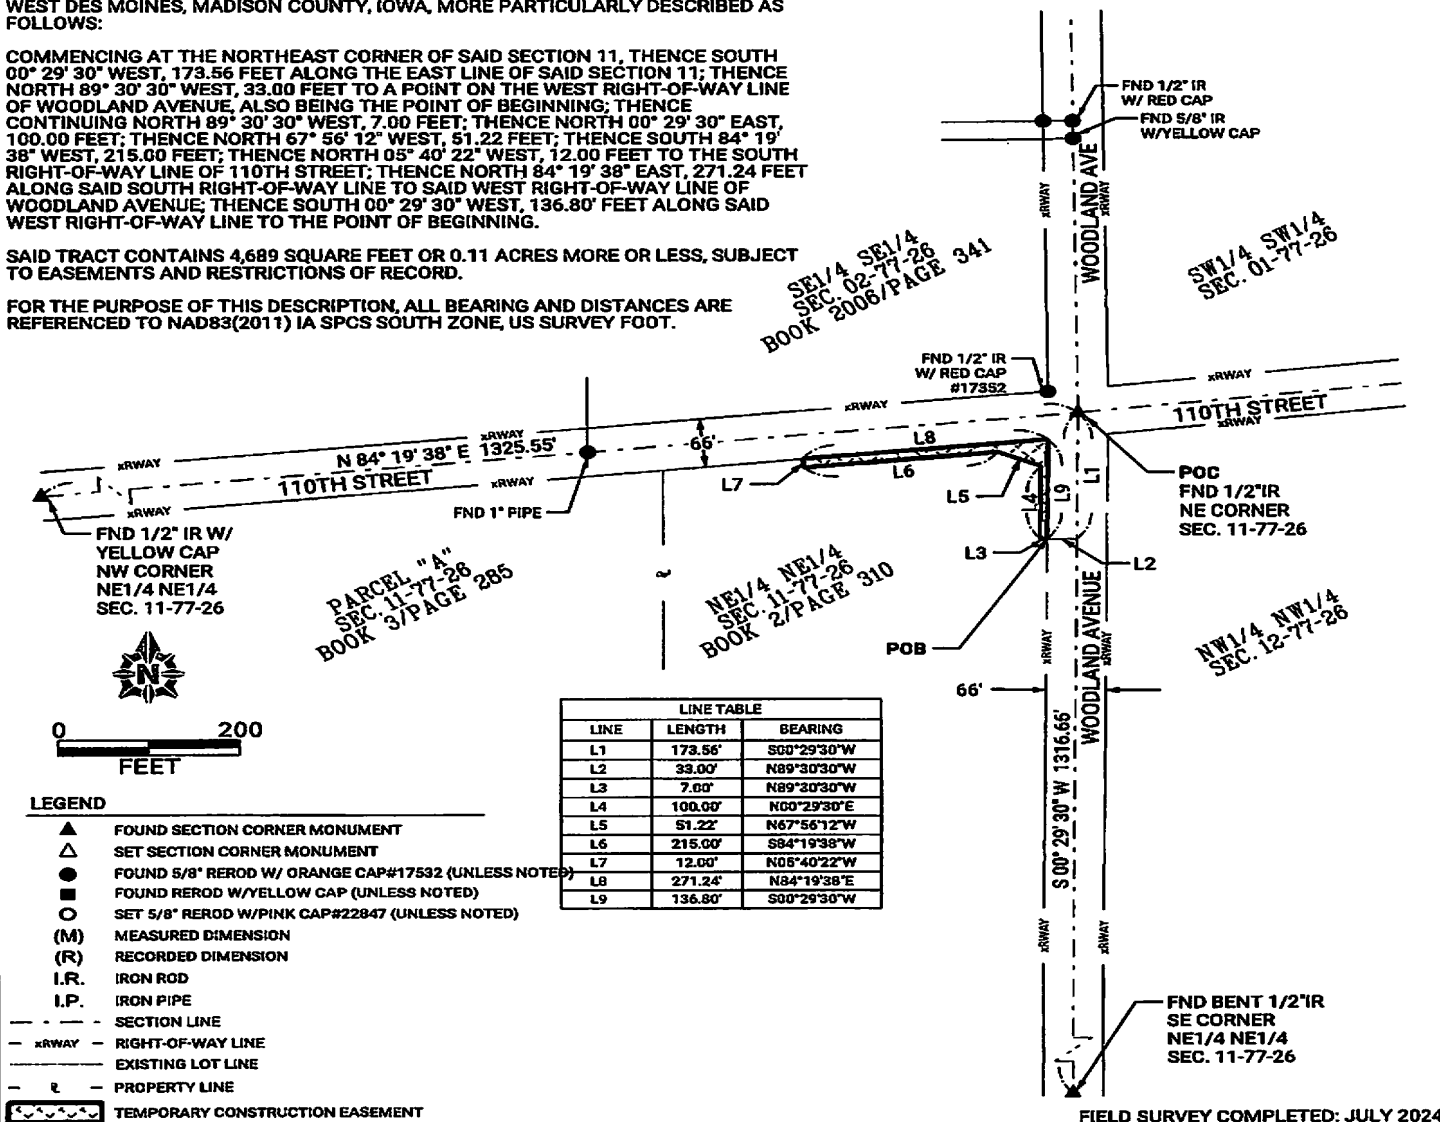 WEST DES MOINES, MADISON COUNTY, IOWA, MORE PARTICULARLY DESCRIBED AS
FOLLOWS:
COMMENCING AT THE NORTHEAST CORNER OF SAID SECTION 11, THENCE SOUTH
00° 29' 30" WEST, 173.56 FEET ALONG THE EAST LINE OF SAID SECTION 11; THENCE
NORTH 89° 30' 30" WEST, 33.00 FEET TO A POINT ON THE WEST RIGHT-OF-WAY LINE
OF WOODLAND AVENUE, ALSO BEING THE POINT OF BEGINNING; THENCE
CONTINUING NORTH 89° 30' 30" WEST, 7.00 FEET; THENCE NORTH 00° 29' 30" EAST,
100.00 FEET; THENCE NORTH 67° 56' 12" WEST, 51.22 FEET; THENCE SOUTH 84° 19'
38" WEST, 215.00 FEET; THENCE NORTH 05° 40' 22" WEST, 12.00 FEET TO THE SOUTH
RIGHT-OF-WAY LINE OF 110TH STREET; THENCE NORTH 84° 19' 38" EAST, 271.24 FEET
ALONG SAID SOUTH RIGHT-OF-WAY LINE TO SAID WEST RIGHT-OF-WAY LINE OF
WOODLAND AVENUE; THENCE SOUTH 00° 29' 30" WEST, 136.80' FEET ALONG SAID
WEST RIGHT-OF-WAY LINE TO THE POINT OF BEGINNING.
SAID TRACT CONTAINS 4,689 SQUARE FEET OR 0.11 ACRES MORE OR LESS, SUBJECT
TO EASEMENTS AND RESTRICTIONS OF RECORD.
FOR THE PURPOSE OF THIS DESCRIPTION, ALL BEARING AND DISTANCES ARE
REFERENCED TO NAD83(2011) IA SPCS SOUTH ZONE, US SURVEY FOOT.
FND 1/2" IR
W/ RED CAP
FND 5/8" IR
W/YELLOW CAP
xRWAY
xRWAY
WOODLAND AVE
SE1/4 SE1/4
SEC. 02-77-26
BOOK 2006/PAGE 341
SW1/4 SW1/4
SEC. 01-77-26
FND 1/2" IR
W/ RED CAP
#17352
xRWAY
xRWAY
110TH STREET
xRWAY
xRWAY
xRWAY
N 84° 19' 38" E 1325.55'
66'
110TH STREET
xRWAY
xRWAY
L8
L6
L7
L5
L4
L9
L1
L3
L2
POC
FND 1/2"IR
NE CORNER
SEC. 11-77-26
FND 1" PIPE
FND 1/2" IR W/
YELLOW CAP
NW CORNER
NE1/4 NE1/4
SEC. 11-77-26
PARCEL "A"
SEC. 11-77-26
BOOK 3/PAGE 285
NE1/4 NE1/4
SEC. 11-77-26
BOOK 2/PAGE 310
POB
xRWAY
xRWAY
WOODLAND AVENUE
NW1/4 NW1/4
SEC. 12-77-26
66'
S 00° 29' 30" W 1316.66'
xRWAY
xRWAY
N
0 200
FEET
LINE TABLE
LINE LENGTH BEARING
L1 173.56' S00°29'30"W
L2 33.00' N89°30'30"W
L3 7.00' N89°30'30"W
L4 100.00' N00°29'30"E
L5 51.22' N67°56'12"W
L6 215.00' S84°19'38"W
L7 12.00' N05°40'22"W
L8 271.24' N84°19'38"E
L9 136.80' S00°29'30"W
LEGEND
FOUND SECTION CORNER MONUMENT
SET SECTION CORNER MONUMENT
FOUND 5/8" REROD W/ ORANGE CAP#17532 (UNLESS NOTED)
FOUND REROD W/YELLOW CAP (UNLESS NOTED)
SET 5/8" REROD W/PINK CAP#22847 (UNLESS NOTED)
(M) MEASURED DIMENSION
(R) RECORDED DIMENSION
I.R. IRON ROD
I.P. IRON PIPE
SECTION LINE
xRWAY RIGHT-OF-WAY LINE
EXISTING LOT LINE
PROPERTY LINE
TEMPORARY CONSTRUCTION EASEMENT
FND BENT 1/2"IR
SE CORNER
NE1/4 NE1/4
SEC. 11-77-26
FIELD SURVEY COMPLETED: JULY 2024